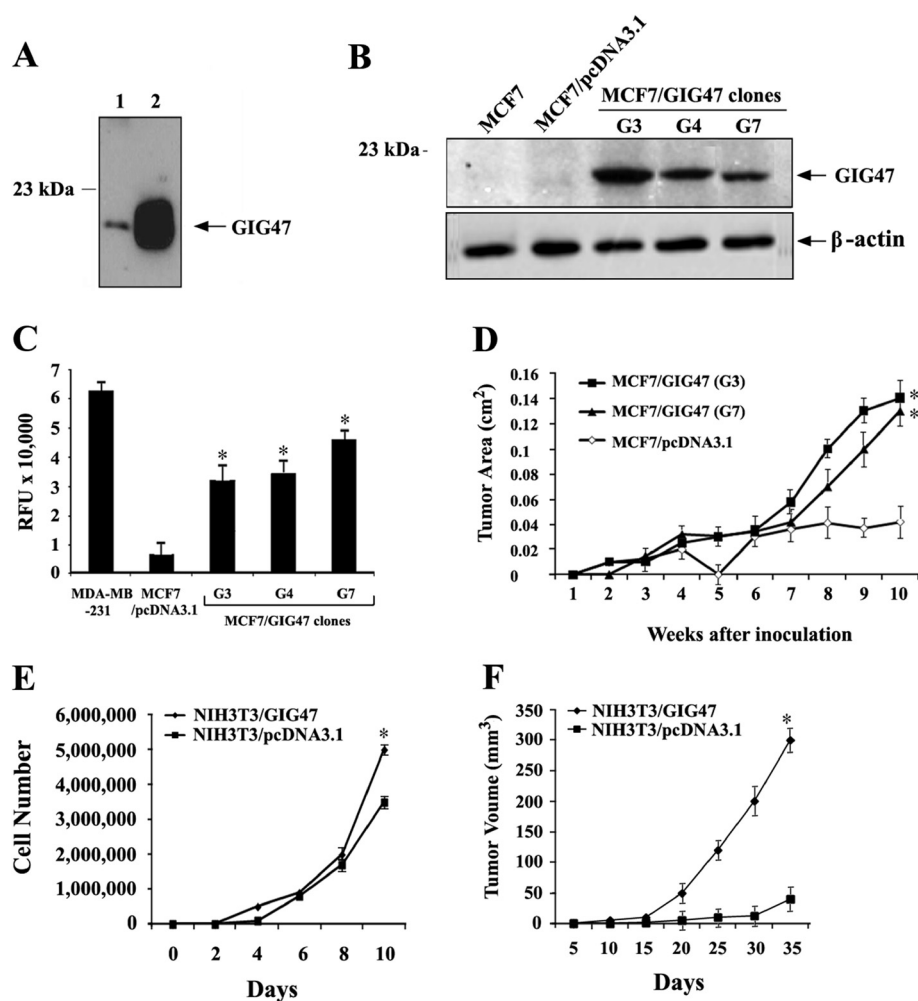 A
1 2
23 kDa
GIG47
B
MCF7
MCF7/pcDNA3.1
MCF7/GIG47 clones
G3 G4 G7
23 kDa
GIG47
β-actin
C
RFU x 10,000
7
6
5
4
3
2
1
0
*
*
*
MDA-MB
-231
MCF7
/pcDNA3.1
G3 G4 G7
MCF7/GIG47 clones
D
Tumor Area (cm2)
0.16
0.14
0.12
0.1
0.08
0.06
0.04
0.02
0
MCF7/GIG47 (G3)
MCF7/GIG47 (G7)
MCF7/pcDNA3.1
*
*
1 2 3 4 5 6 7 8 9 10
Weeks after inoculation
E
Cell Number
6,000,000
5,000,000
4,000,000
3,000,000
2,000,000
1,000,000
0
NIH3T3/GIG47
NIH3T3/pcDNA3.1
*
0 2 4 6 8 10
Days
F
Tumor Voume (mm3)
350
300
250
200
150
100
50
0
NIH3T3/GIG47
NIH3T3/pcDNA3.1
*
5 10 15 20 25 30 35
Days